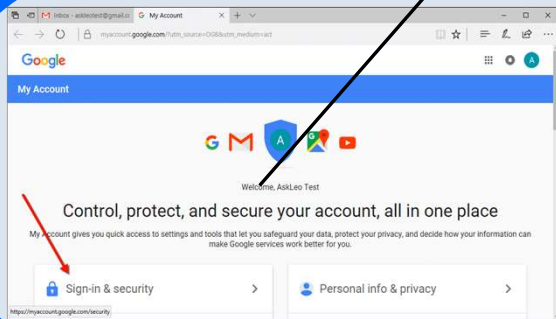 Inbox - askleotest@gmail.co
G My Account
myaccount.google.com/?utm_source=OGB&utm_medium=act
Google
A
My Account
G
A
Welcome, AskLeo Test
Control, protect, and secure your account, all in one place
My Account gives you quick access to settings and tools that let you safeguard your data, protect your privacy, and decide how your information can
make Google services work better for you.
Sign-in & security
Personal info & privacy
https://myaccount.google.com/security